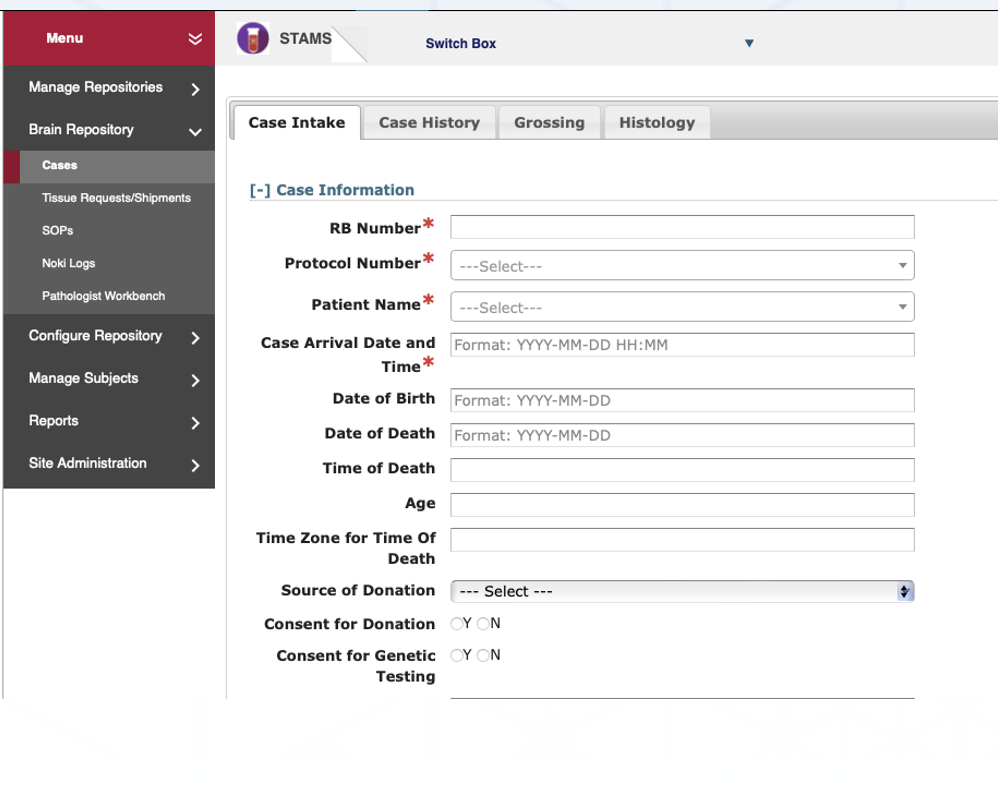 Menu
STAMS
Switch Box
Manage Repositories
Brain Repository
Cases
Tissue Requests/Shipments
SOPs
Noki Logs
Pathologist Workbench
Configure Repository
Manage Subjects
Reports
Site Administration
Case Intake
Case History
Grossing
Histology
[-] Case Information
RB Number*
Protocol Number*
---Select---
Patient Name*
---Select---
Case Arrival Date and
Time*
Format: YYYY-MM-DD HH:MM
Date of Birth
Format: YYYY-MM-DD
Date of Death
Format: YYYY-MM-DD
Time of Death
Age
Time Zone for Time Of
Death
Source of Donation
--- Select ---
Consent for Donation
Y N
Consent for Genetic
Testing
Y N